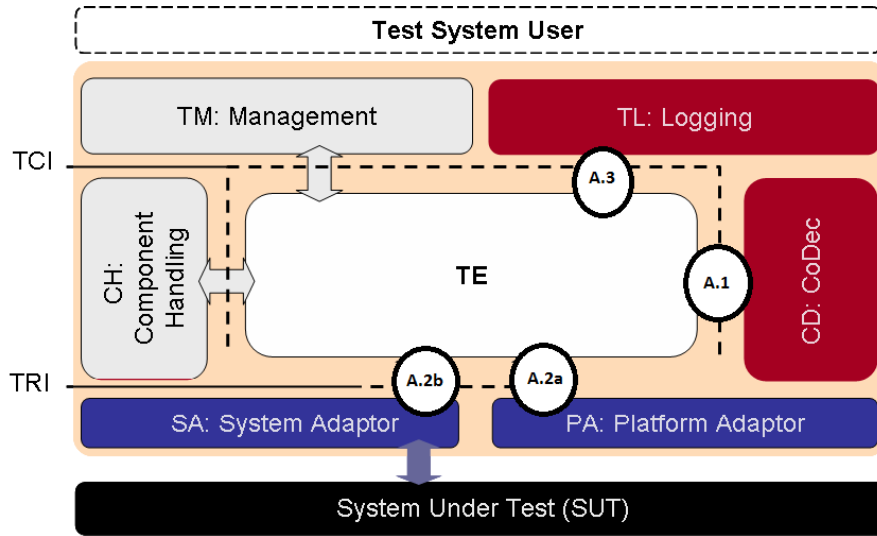 Test System User
TM: Management
TL: Logging
TCI
A.3
CH:
Component
Handling
TE
A.1
CD: CoDec
TRI
A.2b
A.2a
SA: System Adaptor
PA: Platform Adaptor
System Under Test (SUT)